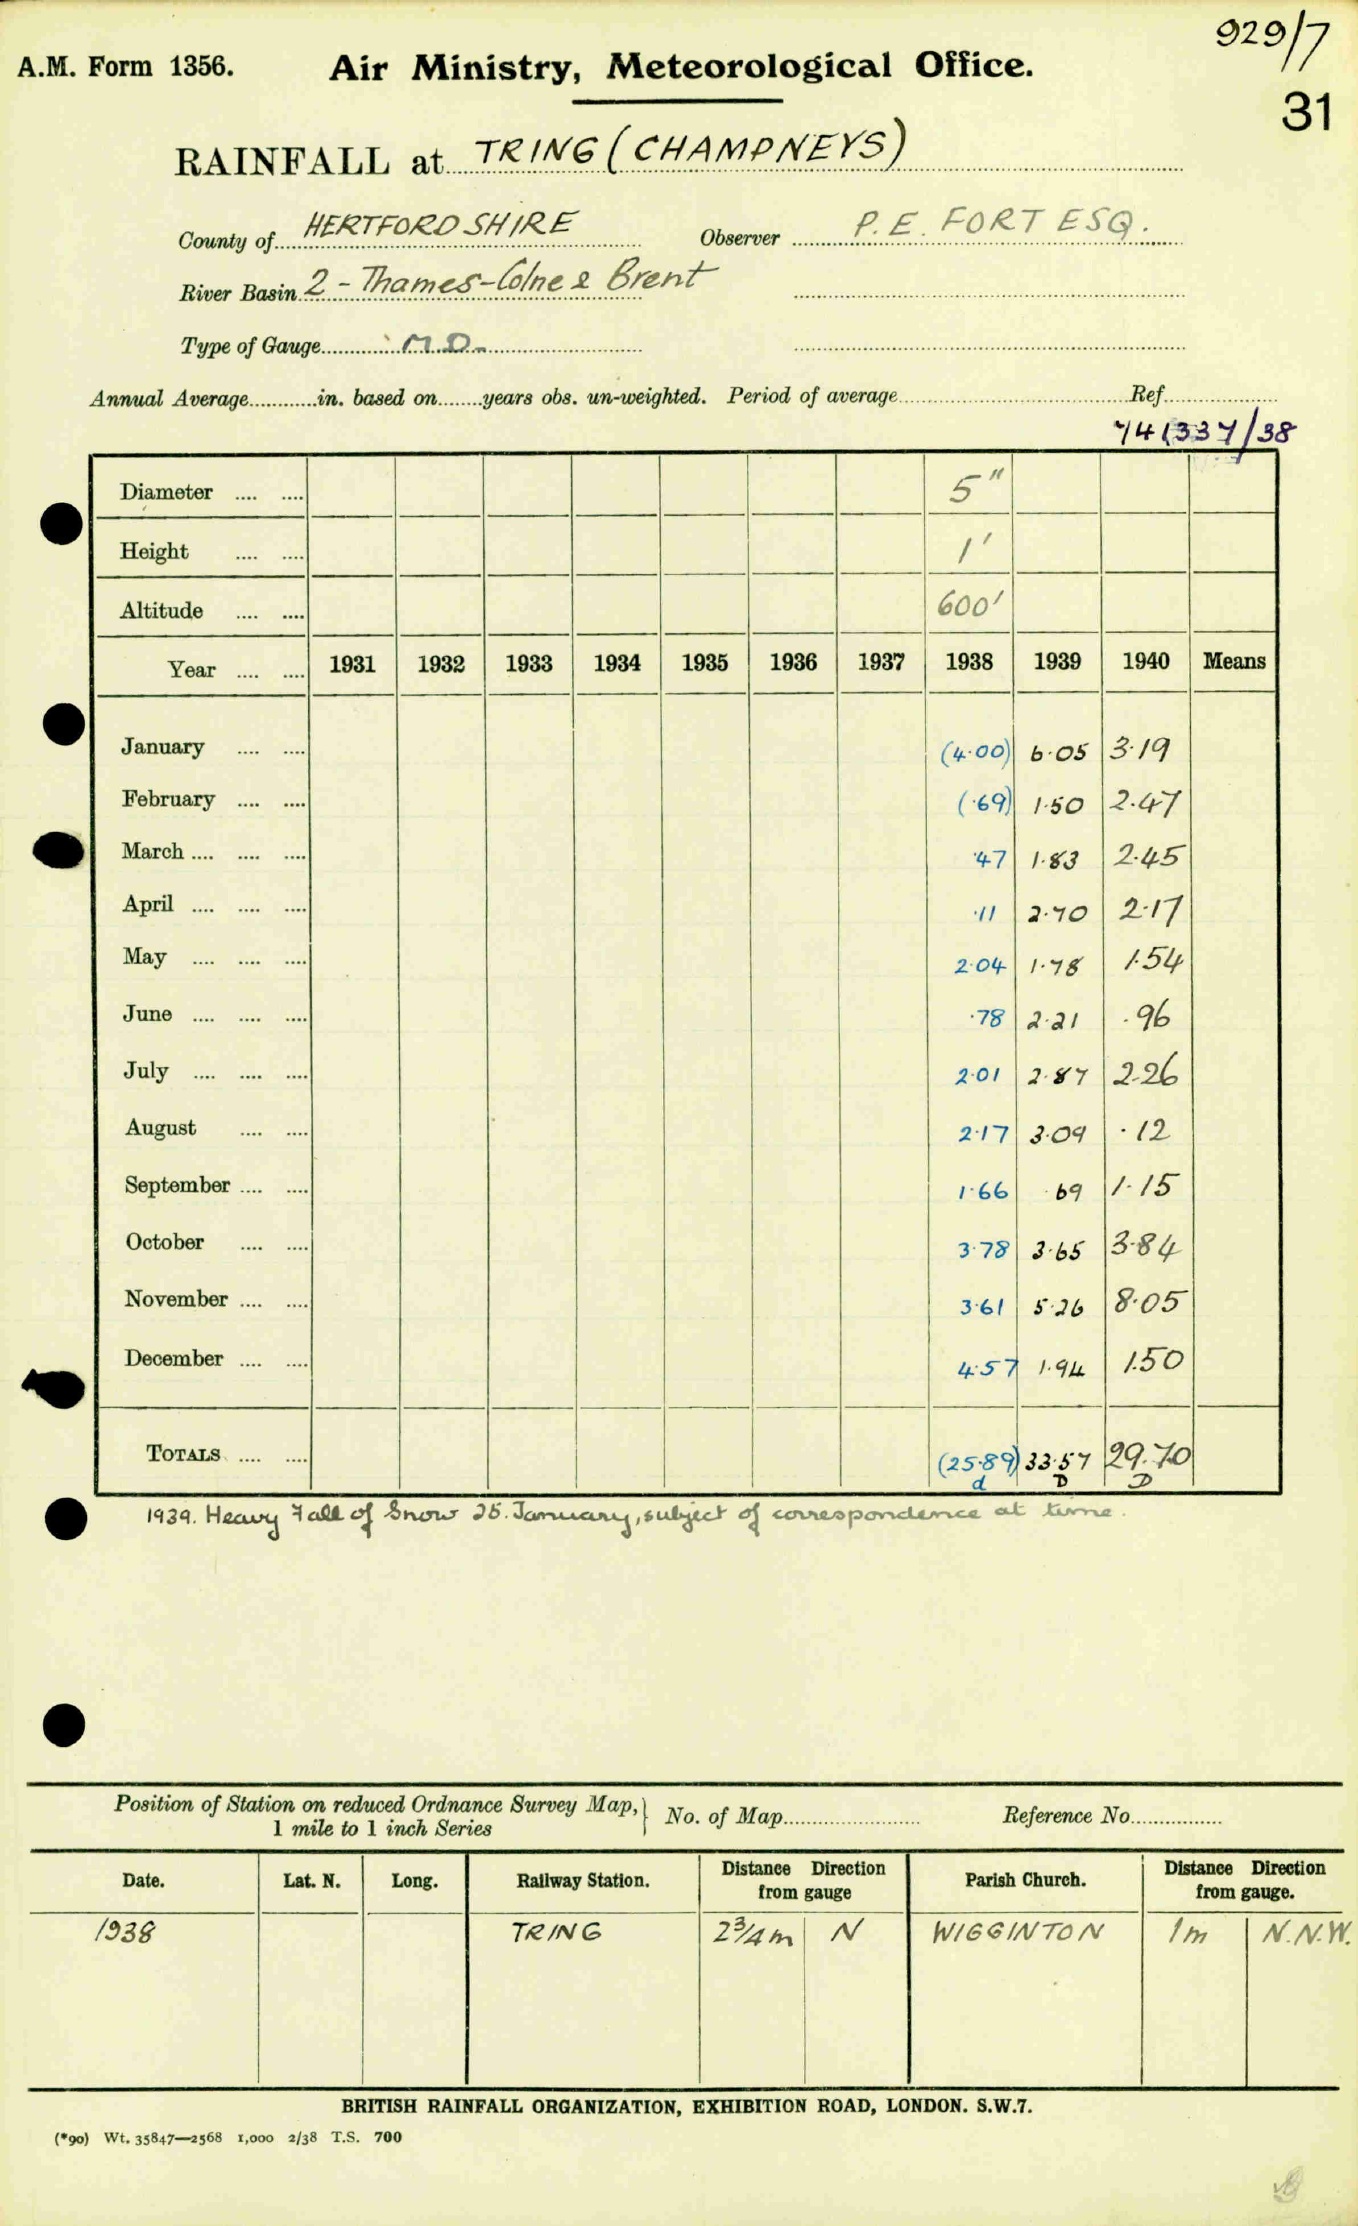 929/7
A.M. Form 1356. Air Ministry, Meteorological Office.
31
RAINFALL at TRING (CHAMPNEYS)
County of HERTFORDSHIRE Observer P. E. FORT ESQ.
River Basin 2 - Thames-Colne & Brent
Type of Gauge M.D.
Annual Average in. based on years obs. un-weighted. Period of average Ref.
741337/38
Diameter 5"
Height 1'
Altitude 600'
Year 1931 1932 1933 1934 1935 1936 1937 1938 1939 1940 Means
January (4.00) 6.05 3.19
February (.69) 1.50 2.47
March .47 1.83 2.45
April .11 2.70 2.17
May 2.04 1.78 1.54
June .78 2.21 .96
July 2.01 2.87 2.26
August 2.17 3.09 .12
September 1.66 .69 1.15
October 3.78 3.65 3.84
November 3.61 5.26 8.05
December 4.57 1.94 1.50
TOTALS (25.89) 33.57 29.70
d D D
1939. Heavy Fall of Snow 25. January, subject of correspondence at time.
Position of Station on reduced Ordnance Survey Map, 1 mile to 1 inch Series } No. of Map Reference No.
Date. Lat. N. Long. Railway Station. Distance Direction from gauge Parish Church. Distance Direction from gauge.
1938 TRING 2¾m N WIGGINTON 1m N.N.W.
BRITISH RAINFALL ORGANIZATION, EXHIBITION ROAD, LONDON. S.W.7.
(*90) Wt. 35847—2568 1,000 2/38 T.S. 700